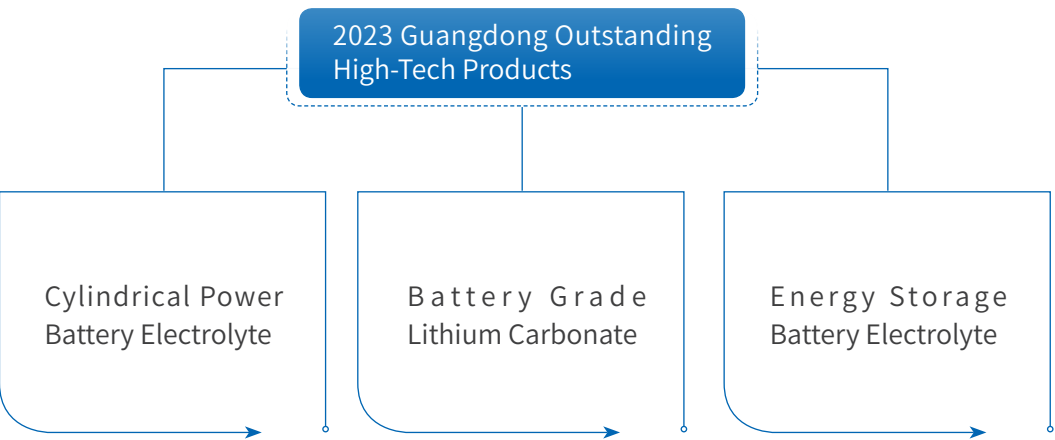 2023 Guangdong Outstanding
High-Tech Products
Cylindrical Power
Battery Electrolyte
Battery Grade
Lithium Carbonate
Energy Storage
Battery Electrolyte